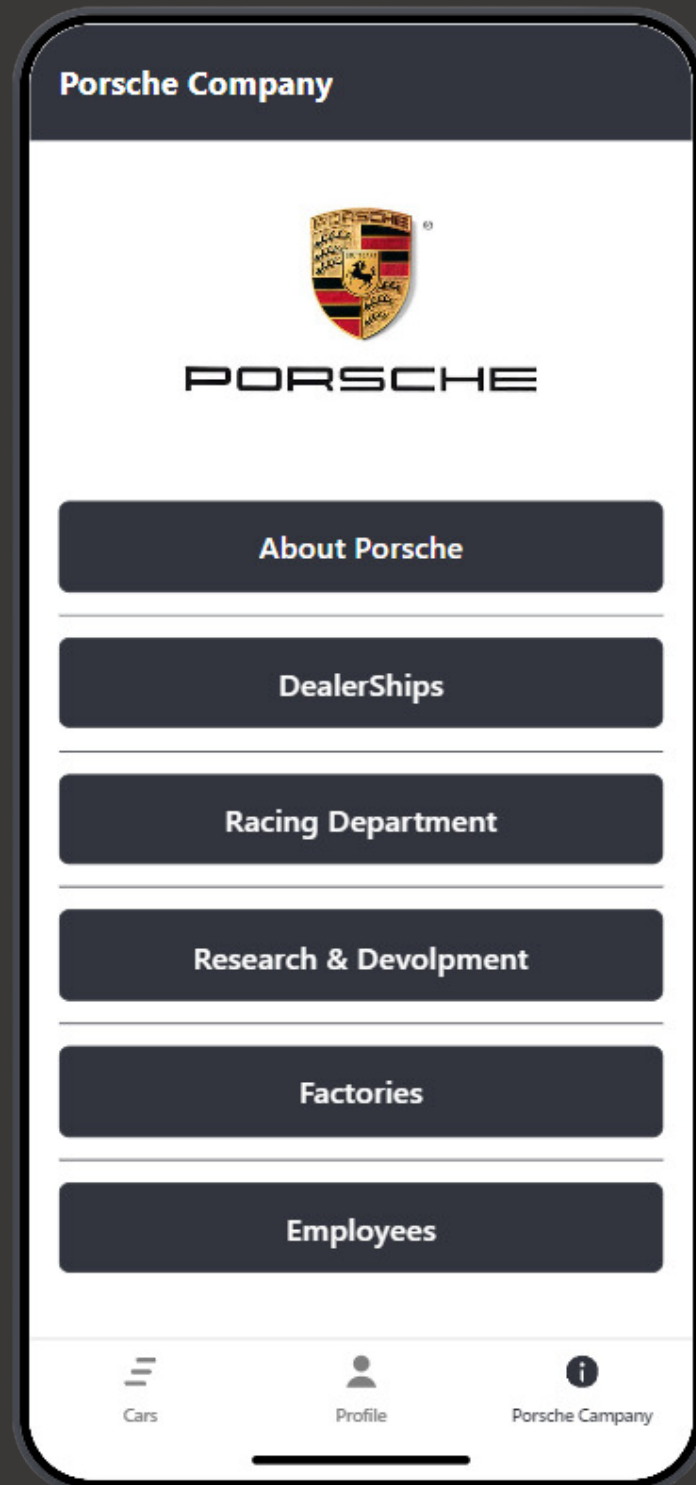 Porsche Company
PORSCHE
®
PORSCHE
About Porsche
DealerShips
Racing Department
Research & Devolpment
Factories
Employees
Cars
Profile
Porsche Campany